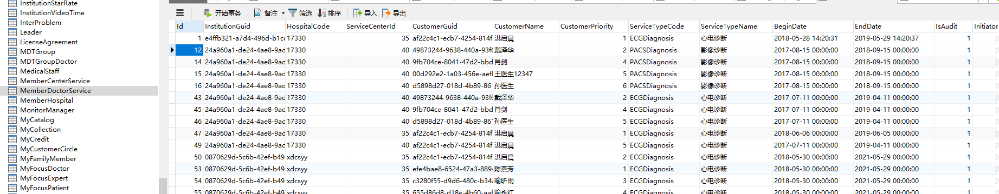 InstitutionStarRate
InstitutionVideoTime
InterProblem
Leader
LicenseAgreement
MDTGroup
MDTGroupDoctor
MedicalStaff
MemberCenterService
MemberDoctorService
MemberHospital
MonitorManager
MyCatalog
MyCollection
MyCredit
MyCustomerCircle
MyFamilyMember
MyFocusDoctor
MyFocusExpert
MyFocusPatient
开始事务 备注 筛选 排序 导入 导出
Id InstitutionGuid HospitalCode ServiceCenterId CustomerGuid CustomerName CustomerPriority ServiceTypeCode ServiceTypeName BeginDate EndDate IsAudit Initiator
1 e4ffb321-a7d4-496d-b1cc 17330 35 af22c4c1-ecb7-4254-814f 洪启晨 1 ECGDiagnosis 心电诊断 2018-05-28 14:20:31 2019-05-29 14:20:37 1
12 24a960a1-de24-4ae8-9ad 17330 40 49873244-9638-440a-93f6 戴泽华 2 PACSDiagnosis 影像诊断 2017-08-15 00:00:00 2018-09-15 00:00:00 1
14 24a960a1-de24-4ae8-9ad 17330 40 9fb704ce-8041-47d2-bbd 肖剑 4 PACSDiagnosis 影像诊断 2017-08-15 00:00:00 2018-09-15 00:00:00 1
15 24a960a1-de24-4ae8-9ad 17330 40 00d292e2-1a03-456e-aef 王医生12347 5 PACSDiagnosis 影像诊断 2017-08-15 00:00:00 2018-09-15 00:00:00 1
16 24a960a1-de24-4ae8-9ad 17330 40 d5898d27-018d-4b89-86 孙医生 6 PACSDiagnosis 影像诊断 2017-08-15 00:00:00 2018-09-15 00:00:00 1
43 24a960a1-de24-4ae8-9ad 17330 40 49873244-9638-440a-93f6 戴泽华 2 ECGDiagnosis 心电诊断 2017-07-11 00:00:00 2019-04-11 00:00:00 1
45 24a960a1-de24-4ae8-9ad 17330 40 9fb704ce-8041-47d2-bbd 肖剑 4 ECGDiagnosis 心电诊断 2017-07-11 00:00:00 2019-04-11 00:00:00 1
46 24a960a1-de24-4ae8-9ad 17330 40 d5898d27-018d-4b89-86 孙医生 5 ECGDiagnosis 心电诊断 2017-07-11 00:00:00 2019-04-11 00:00:00 1
47 24a960a1-de24-4ae8-9ad 17330 35 af22c4c1-ecb7-4254-814f 洪启晨 1 ECGDiagnosis 心电诊断 2018-06-06 00:00:00 2019-06-05 00:00:00 1
49 24a960a1-de24-4ae8-9ad 17330 40 af22c4c1-ecb7-4254-814f 洪启晨 5 ECGDiagnosis 心电诊断 2017-07-11 00:00:00 2019-04-11 00:00:00 1
50 0870629d-5c6b-42ef-b49 xdcsyy 35 af22c4c1-ecb7-4254-814f 洪启晨 2 ECGDiagnosis 心电诊断 2018-05-30 00:00:00 2021-05-29 00:00:00 1
53 0870629d-5c6b-42ef-b49 xdcsyy 35 efe4bae8-6524-47a3-889 陈燕芳 1 ECGDiagnosis 心电诊断 2018-05-30 00:00:00 2021-05-29 00:00:00 1
54 0870629d-5c6b-42ef-b49 xdcsyy 35 c3280f55-d9d6-480c-b34 喻昕雨 3 ECGDiagnosis 心电诊断 2018-05-30 00:00:00 2021-05-29 00:00:00 1
55 0870629d-5c6b-42ef-b49 xdcsyy 35 655d86d8-d18e-4b60-aaf 喻永红 4 ECGDiagnosis 心电诊断 2018-05-30 00:00:00 2021-05-29 00:00:00 1